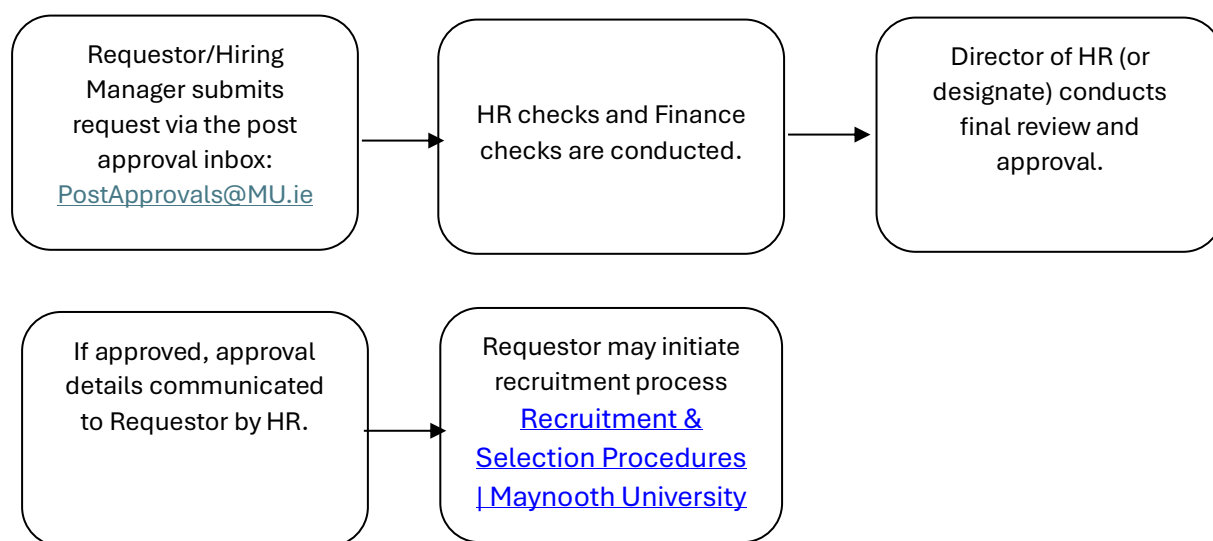 Requestor/Hiring
Manager submits
request via the post
approval inbox:
PostApprovals@MU.ie
HR checks and Finance
checks are conducted.
Director of HR (or
designate) conducts
final review and
approval.
If approved, approval
details communicated
to Requestor by HR.
Requestor may initiate
recruitment process
Recruitment &
Selection Procedures
| Maynooth University